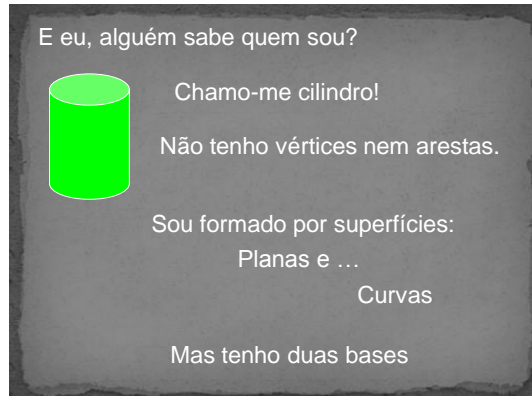 E eu, alguém sabe quem sou?
Chamo-me cilindro!
Não tenho vértices nem arestas.
Sou formado por superfícies:
Planas e …
Curvas
Mas tenho duas bases